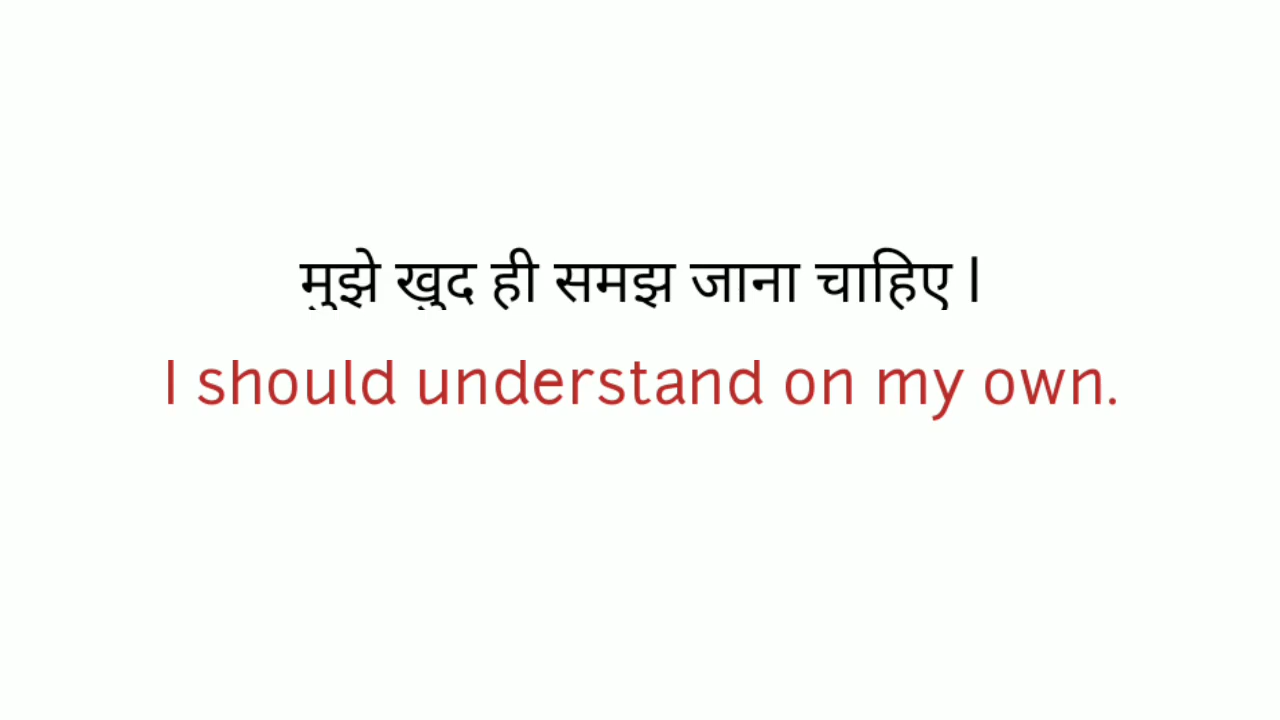 मुझे खुद ही समझ जाना चाहिए।
I should understand on my own.